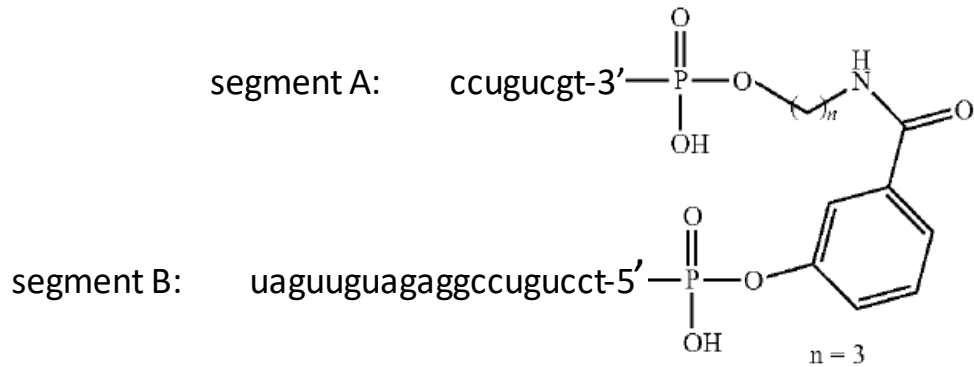 O
H
segment A: ccugucgt-3’ P O ( )n N O
OH
O
segment B: uaguuguagaggccugucct-5’ P O
OH
n = 3